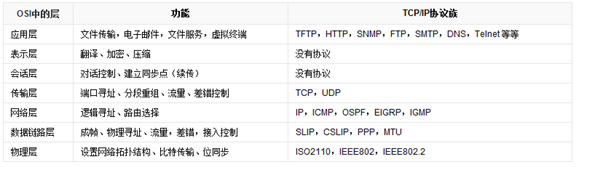 OSI中的层 功能 TCP/IP协议族
应用层 文件传输，电子邮件，文件服务，虚拟终端 TFTP，HTTP，SNMP，FTP，SMTP，DNS，Telnet等等
表示层 翻译、加密、压缩 没有协议
会话层 对话控制、建立同步点（续传） 没有协议
传输层 端口寻址、分段重组、流量、差错控制 TCP，UDP
网络层 逻辑寻址、路由选择 IP，ICMP，OSPF，EIGRP，IGMP
数据链路层 成帧、物理寻址、流量，差错，接入控制 SLIP，CSLIP，PPP，MTU
物理层 设置网络拓扑结构、比特传输、位同步 ISO2110，IEEE802，IEEE802.2